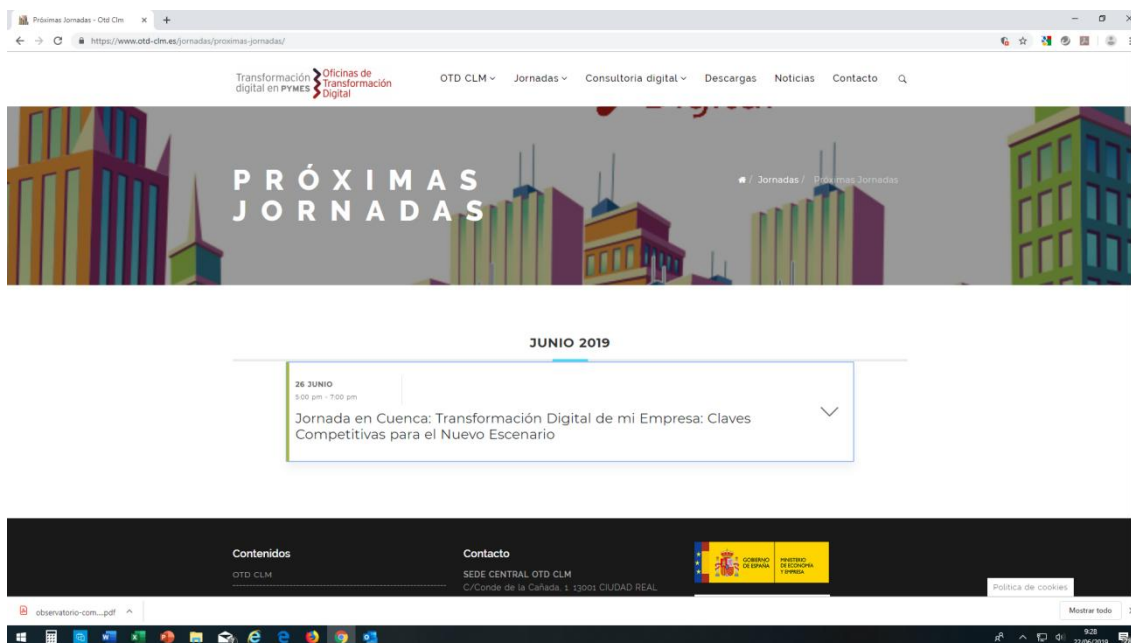 Próximas Jornadas - Otd Clm
https://www.otd-clm.es/jornadas/proximas-jornadas/
Transformación
digital en PYMES
Oficinas de
Transformación
Digital
OTD CLM
Jornadas
Consultoria digital
Descargas
Noticias
Contacto
Digital
PRÓXIMAS
JORNADAS
/ Jornadas / Próximas Jornadas
JUNIO 2019
26 JUNIO
5:00 pm - 7:00 pm
Jornada en Cuenca: Transformación Digital de mi Empresa: Claves
Competitivas para el Nuevo Escenario
Contenidos
OTD CLM
Contacto
SEDE CENTRAL OTD CLM
C/Conde de la Cañada, 1. 13001 CIUDAD REAL
GOBIERNO
DE ESPAÑA
MINISTERIO
DE ECONOMÍA
Y EMPRESA
Política de cookies
observatorio-com....pdf
Mostrar todo
9:28
22/06/2019